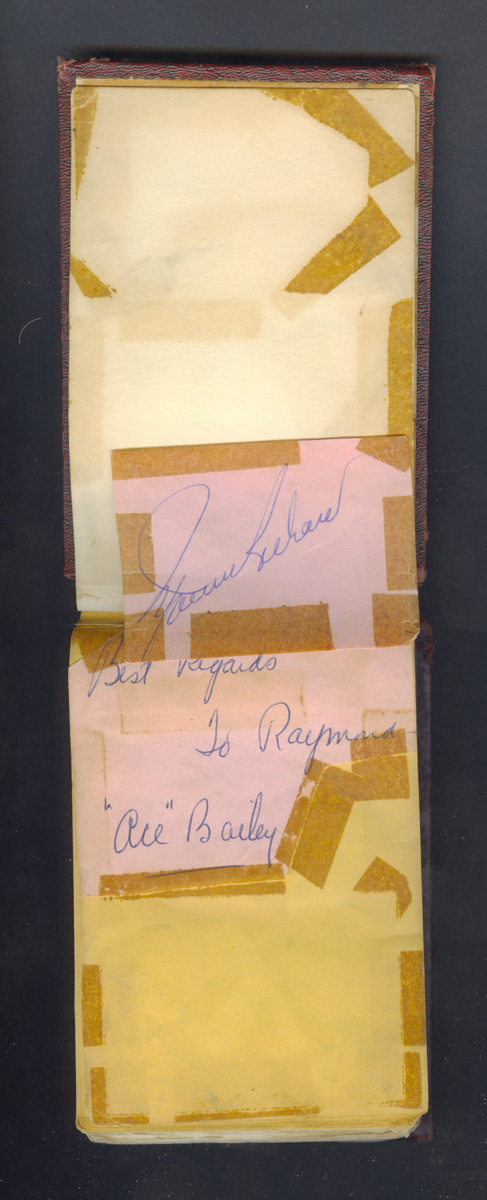 Best Regards
To Raymond
"Ace" Bailey